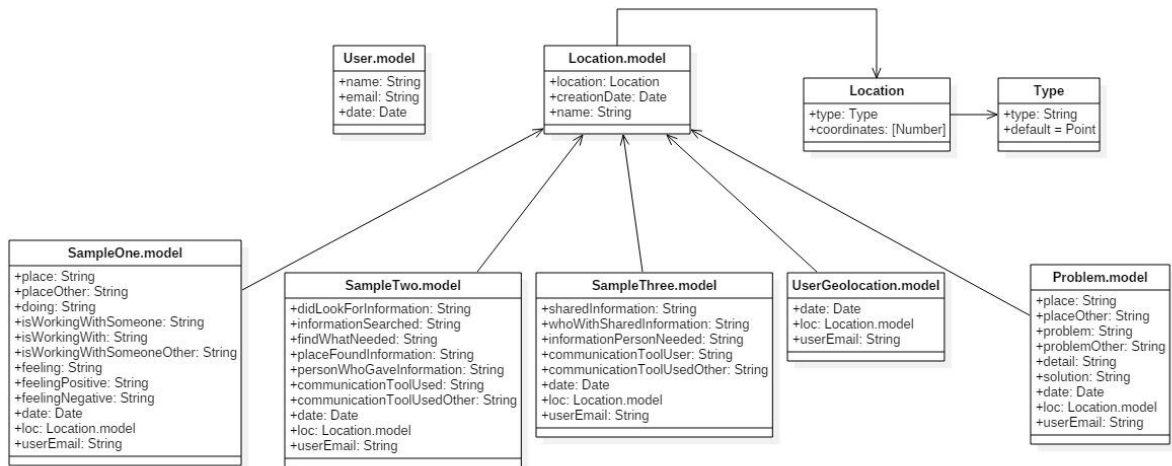 User.model
+name: String
+email: String
+date: Date
Location.model
+location: Location
+creationDate: Date
+name: String
Location
+type: Type
+coordinates: [Number]
Type
+type: String
+default = Point
SampleOne.model
+place: String
+placeOther: String
+doing: String
+isWorkingWithSomeone: String
+isWorkingWith: String
+isWorkingWithSomeoneOther: String
+feeling: String
+feelingPositive: String
+feelingNegative: String
+date: Date
+loc: Location.model
+userEmail: String
SampleTwo.model
+didLookForInformation: String
+informationSearched: String
+findWhatNeeded: String
+placeFoundInformation: String
+personWhoGaveInformation: String
+communicationToolUsed: String
+communicationToolUsedOther: String
+date: Date
+loc: Location.model
+userEmail: String
SampleThree.model
+sharedInformation: String
+whoWithSharedInformation: String
+informationPersonNeeded: String
+communicationToolUser: String
+communicationToolUsedOther: String
+date: Date
+loc: Location.model
+userEmail: String
UserGeolocation.model
+date: Date
+loc: Location.model
+userEmail: String
Problem.model
+place: String
+placeOther: String
+problem: String
+problemOther: String
+detail: String
+solution: String
+date: Date
+loc: Location.model
+userEmail: String